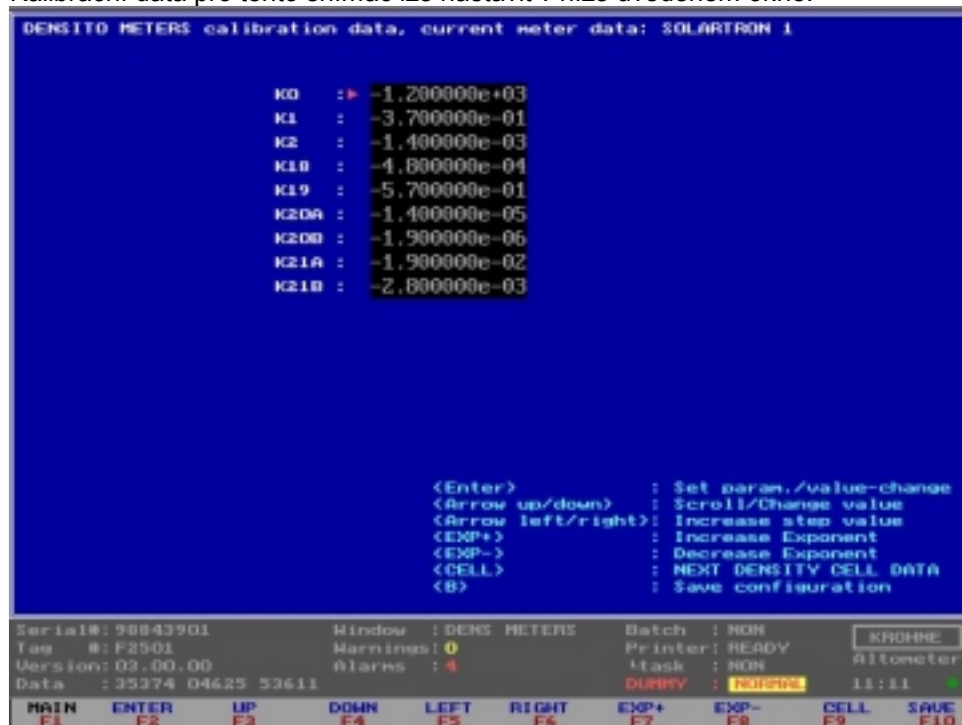 Kalibrační data pro tento snímač lze nastavit v níže uvedeném okně:
DENSITO METERS calibration data, current meter data: SOLARTRON 1
K0 :► -1.200000e+03
K1 : -3.700000e-01
K2 : -1.400000e-03
K18 : -4.800000e-04
K19 : -5.700000e-01
K20A : -1.400000e-05
K20B : -1.900000e-06
K21A : -1.900000e-02
K21B : -2.800000e-03
<Enter> : Set param./value-change
<Arrow up/down> : Scroll/Change value
<Arrow left/right>: Increase step value
<EXP+> : Increase Exponent
<EXP-> : Decrease Exponent
<CELL> : NEXT DENSITY CELL DATA
<B> : Save configuration
Serial#: 98843901 Window : DENS METERS Batch : NON KROHNE
Tag #: F2501 Warnings: 0 Printer: READY Altometer
Version: 03.00.00 Alarms : 4 task : NON
Data : 35374 04625 53611 DUMMY : NORMAL 11:11
MAIN ENTER UP DOWN LEFT RIGHT EXP+ EXP- CELL SAVE
F1 F2 F3 F4 F5 F6 F7 F8 F9 F10